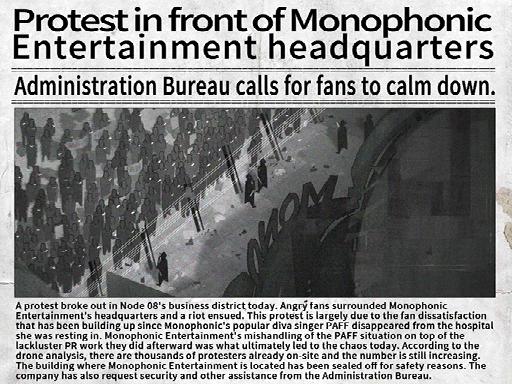 Protest in front of Monophonic
Entertainment headquarters
Administration Bureau calls for fans to calm down.
MONO
A protest broke out in Node 08's business district today. Angry fans surrounded Monophonic
Entertainment's headquarters and a riot ensued. This protest is largely due to the fan dissatisfaction
that has been building up since Monophonic's popular diva singer PAFF disappeared from the hospital
she was resting in. Monophonic Entertainment's mishandling of the PAFF situation on top of the
lackluster PR work they did afterward was what ultimately led to the chaos today. According to the
drone analysis, there are thousands of protesters already on-site and the number is still increasing.
The building where Monophonic Entertainment is located has been sealed off for safety reasons. The
company has also request security and other assistance from the Administration Bureau.